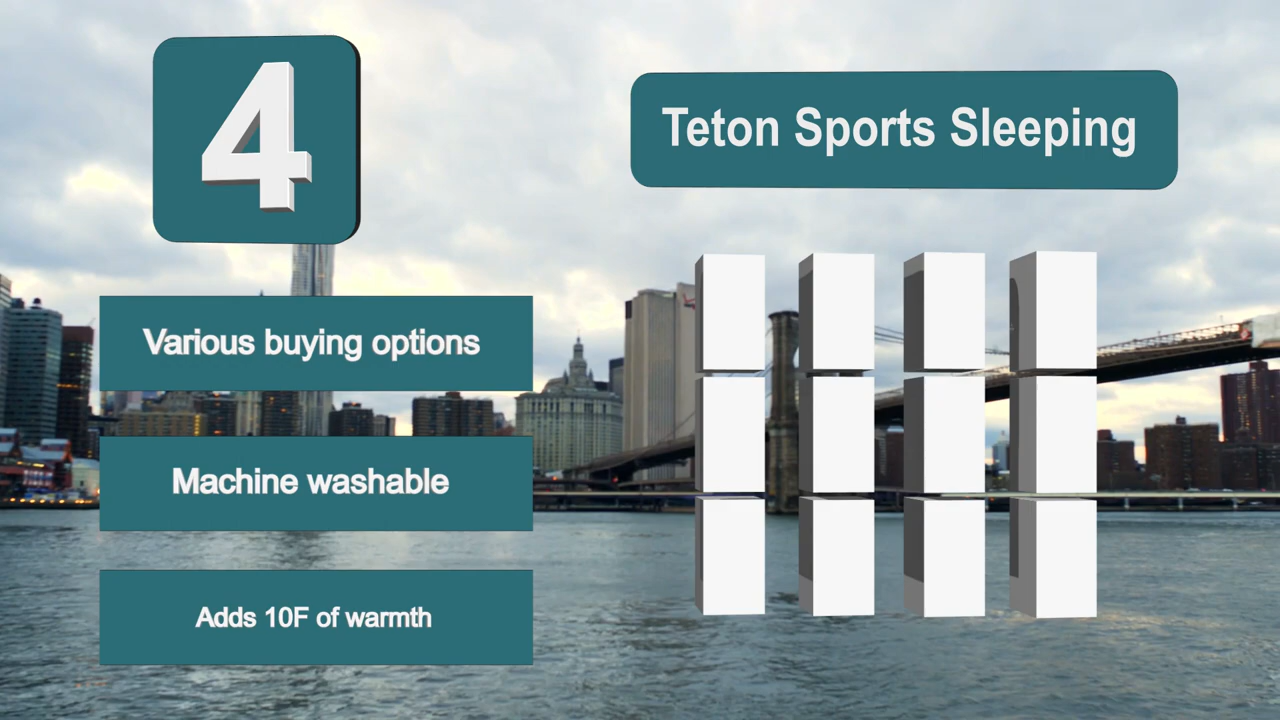 4
Teton Sports Sleeping
Various buying options
Machine washable
Adds 10F of warmth